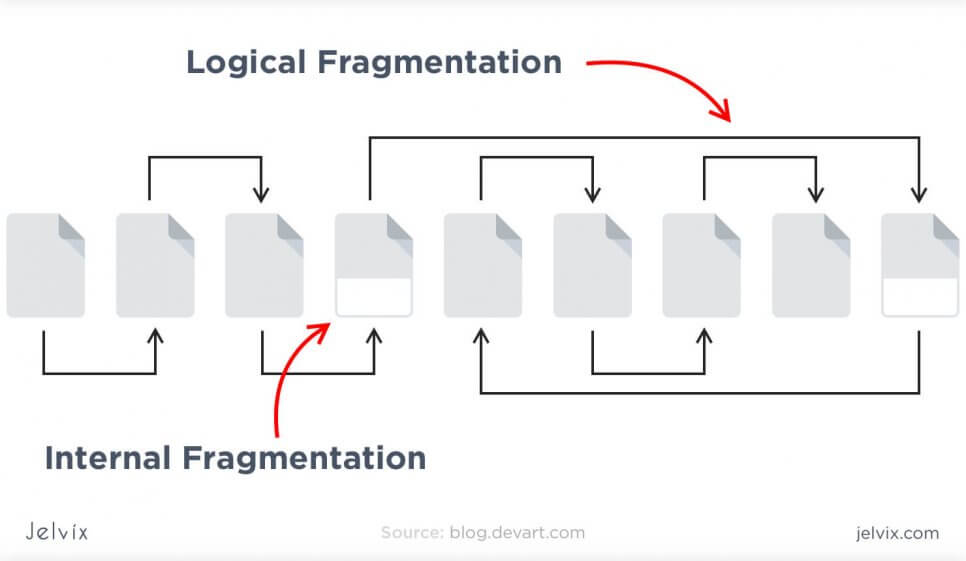 Logical Fragmentation
Internal Fragmentation
Jelvix
Source: blog.devart.com
jelvix.com